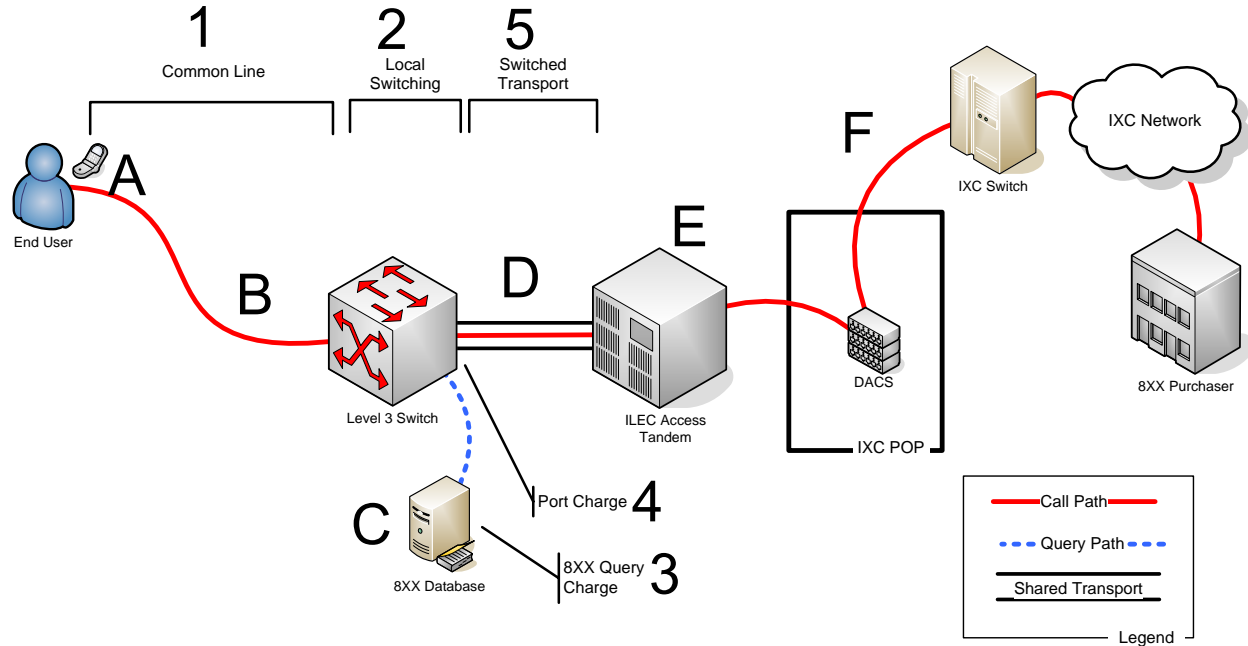 1
Common Line
2
Local
Switching
5
Switched
Transport
A
End User
B
Level 3 Switch
D
E
ILEC Access
Tandem
F
IXC Switch
IXC Network
DACS
IXC POP
8XX Purchaser
C
8XX Database
Port Charge 4
8XX Query
Charge
3
Call Path
Query Path
Shared Transport
Legend